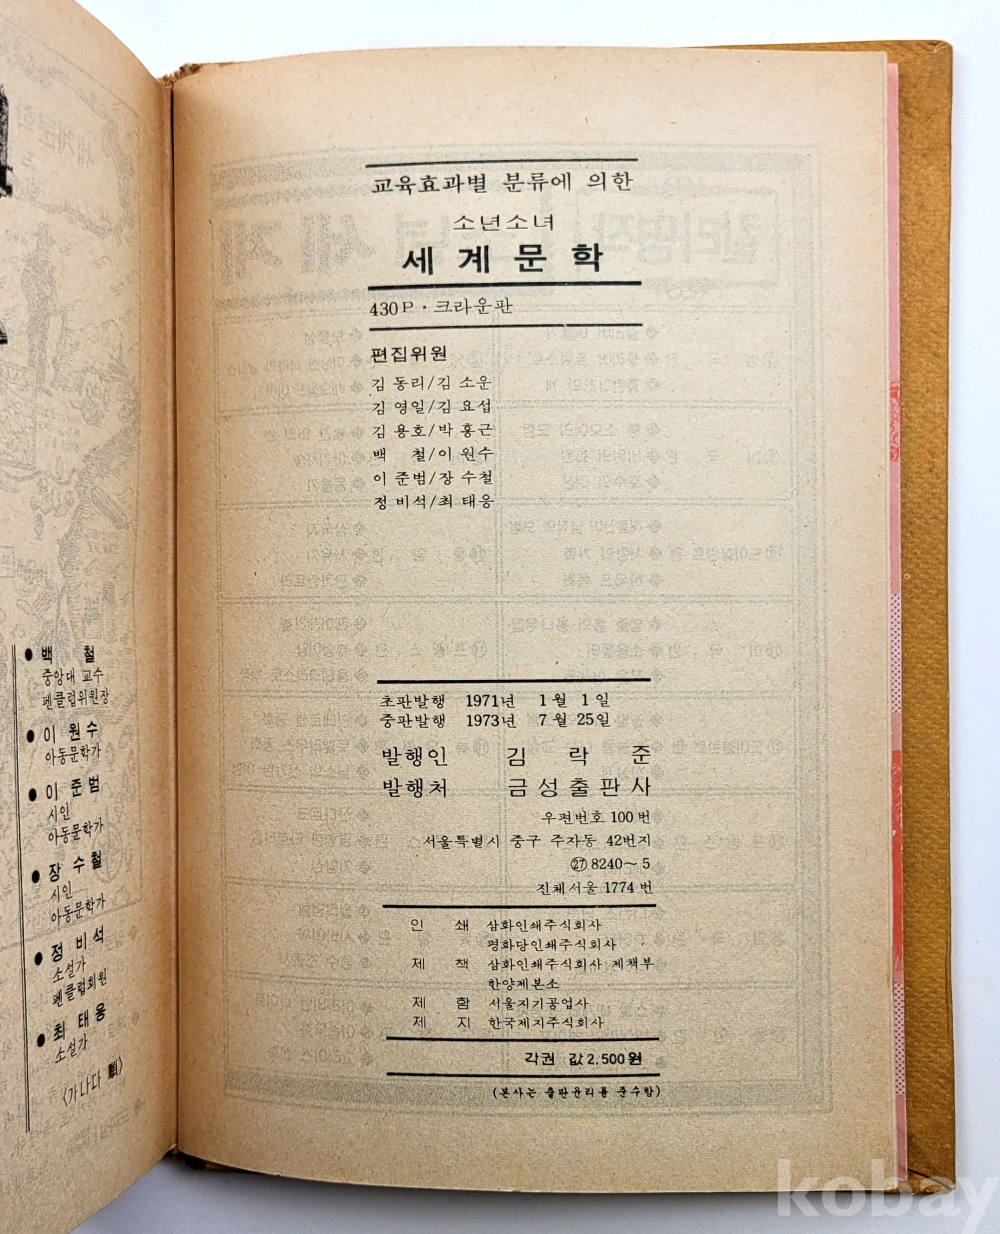 ● 백 철
중앙대 교수
펜클럽위원장
● 이 원 수
아동문학가
● 이 준 범
시인
아동문학가
● 장 수 철
시인
아동문학가
● 정 비 석
소설가
펜클럽회원
● 최 태 응
소설가
〈가나다 順〉
교육효과별 분류에 의한
소년소녀
세계문학
430P · 크라운판
편집위원
김 동리/김 소운
김 영일/김 요섭
김 용호/박 홍근
백 철/이 원수
이 준범/장 수철
정 비석/최 태응
초판발행 1971년 1월 1일
중판발행 1973년 7월 25일
발행인 김 락 준
발행처 금성출판사
우편번호 100번
서울특별시 중구 주자동 42번지
㉗ 8240～5
진체서울 1774번
인 쇄 삼화인쇄주식회사
평화당인쇄주식회사
제 책 삼화인쇄주식회사 제책부
한양제본소
제 함 서울지기공업사
제 지 한국제지주식회사
각권 값 2,500원
(본사는 출판윤리를 준수함)
kobay